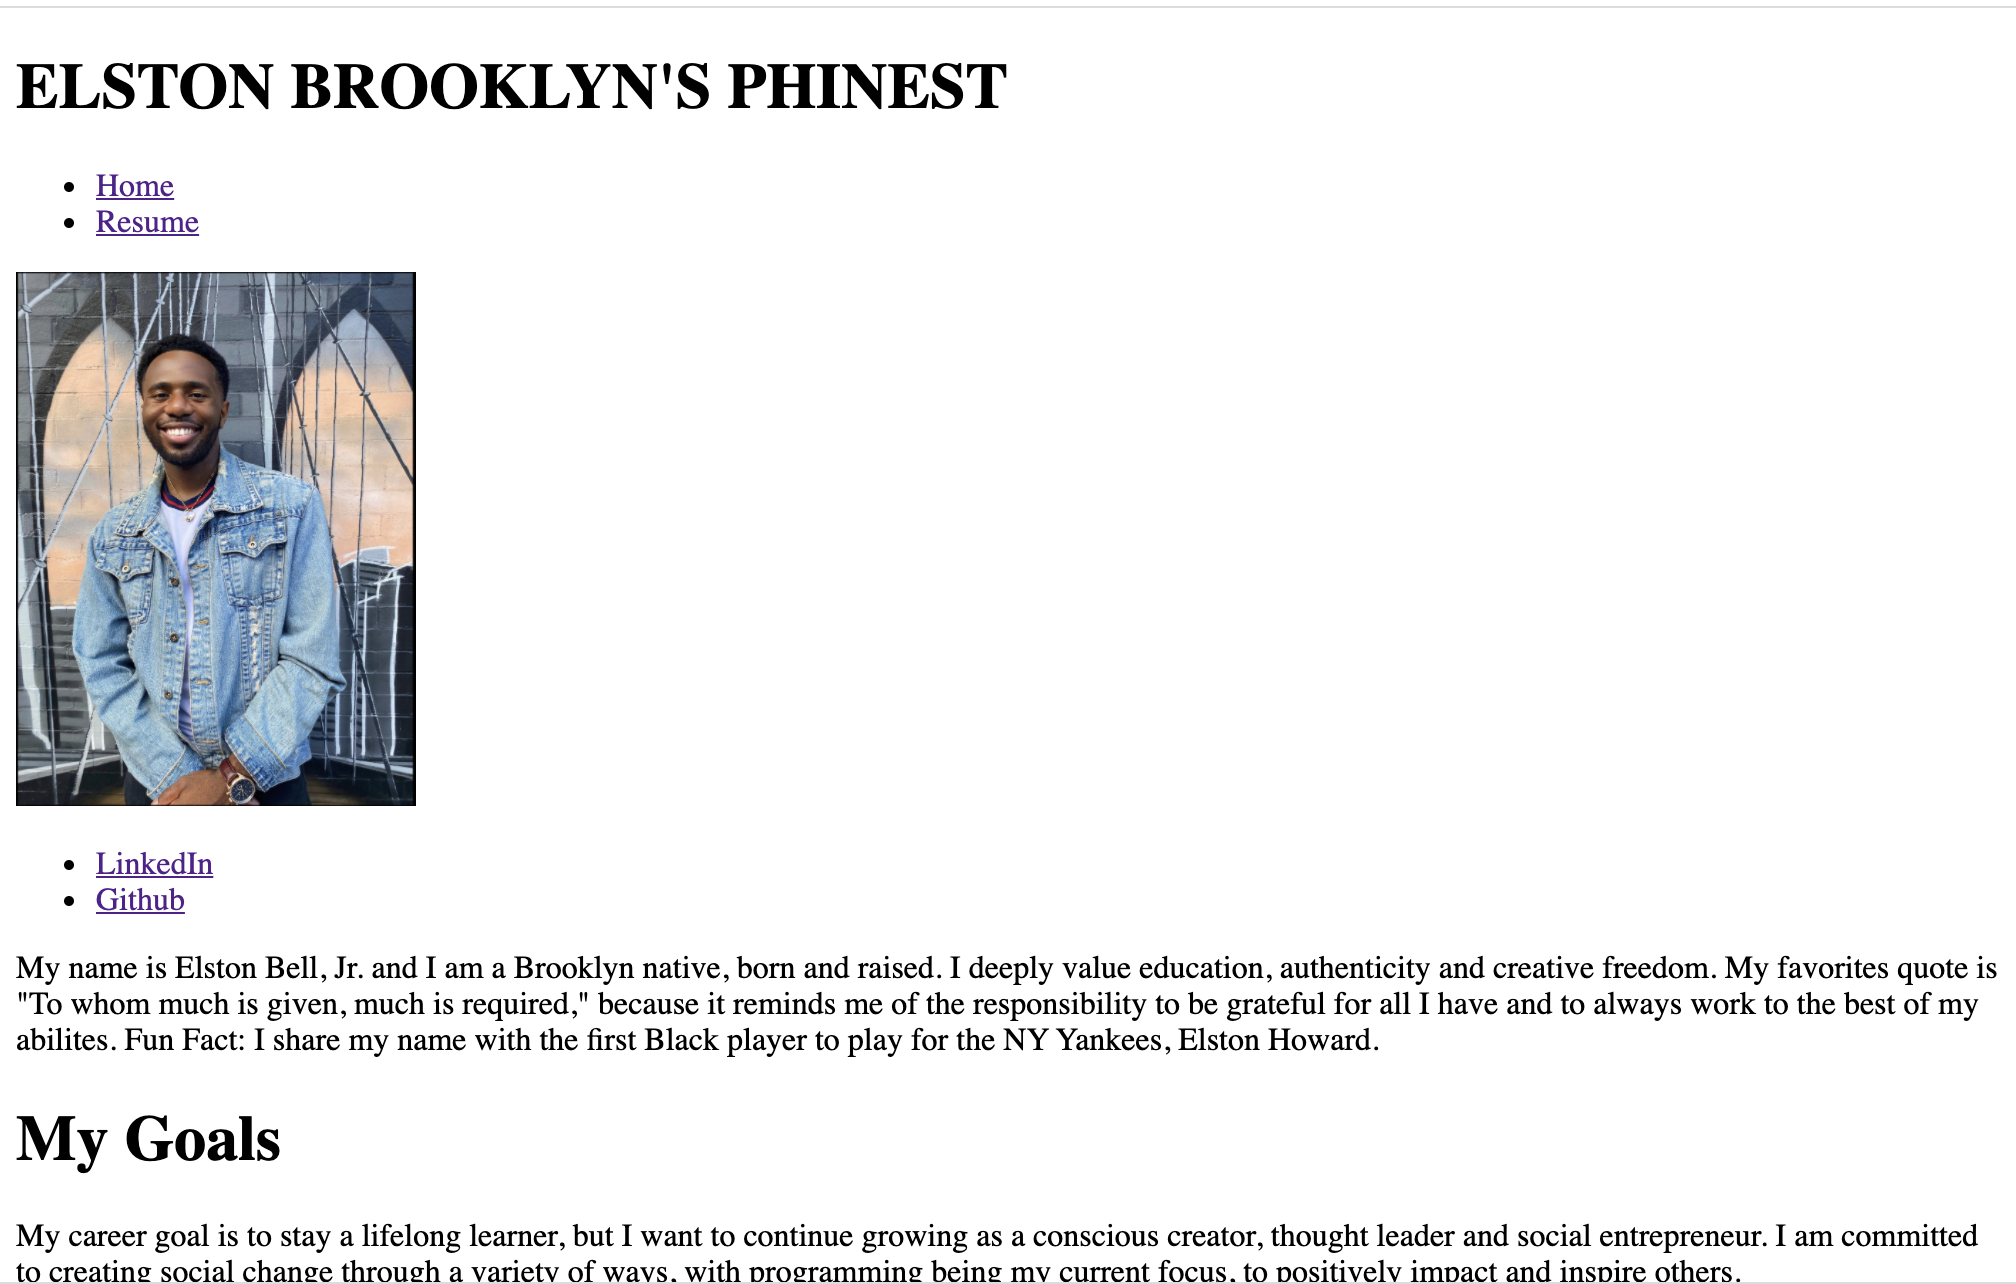 ELSTON BROOKLYN'S PHINEST
Home
Resume
LinkedIn
Github
My name is Elston Bell, Jr. and I am a Brooklyn native, born and raised. I deeply value education, authenticity and creative freedom. My favorites quote is
"To whom much is given, much is required," because it reminds me of the responsibility to be grateful for all I have and to always work to the best of my
abilites. Fun Fact: I share my name with the first Black player to play for the NY Yankees, Elston Howard.
My Goals
My career goal is to stay a lifelong learner, but I want to continue growing as a conscious creator, thought leader and social entrepreneur. I am committed
to creating social change through a variety of ways, with programming being my current focus, to positively impact and inspire others.